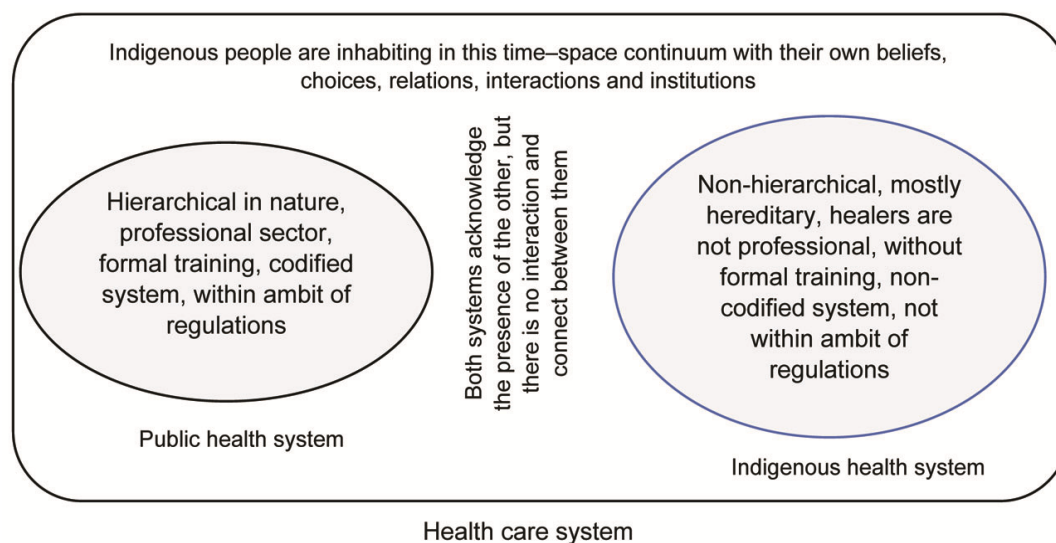 Indigenous people are inhabiting in this time–space continuum with their own beliefs,
choices, relations, interactions and institutions
Hierarchical in nature,
professional sector,
formal training, codified
system, within ambit of
regulations
Public health system
Both systems acknowledge
the presence of the other, but
there is no interaction and
connect between them
Non-hierarchical, mostly
hereditary, healers are
not professional, without
formal training, non-
codified system, not
within ambit of
regulations
Indigenous health system
Health care system